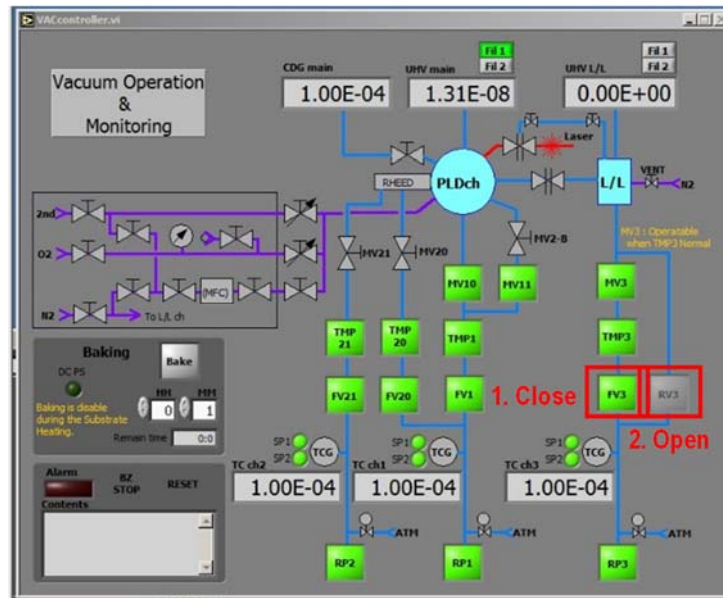 VACcontroller.vi
Vacuum Operation
&
Monitoring
CDG main
1.00E-04
UHV main
1.31E-08
Fil 1
Fil 2
UHV L/L
0.00E+00
Fil 1
Fil 2
Laser
RHEED
PLDch
L/L
VENT
N2
2nd
O2
N2
(MFC)
To L/L ch
MV21
MV20
MV2-B
MV3 : Operatable
when TMP3 Normal
MV10
MV11
MV3
TMP
21
TMP
20
TMP1
TMP3
FV21
FV20
FV1
1. Close
FV3
RV3
2. Open
Baking
Bake
DC PS
HH
MM
0
1
Baking is disable
during the Substrate
Heating.
Remain time
0:0
SP1
SP2
TCG
TC ch2
1.00E-04
SP1
SP2
TCG
TC ch1
1.00E-04
SP1
SP2
TCG
TC ch3
1.00E-04
Alarm
BZ
STOP
RESET
Contents
ATM
ATM
ATM
RP2
RP1
RP3